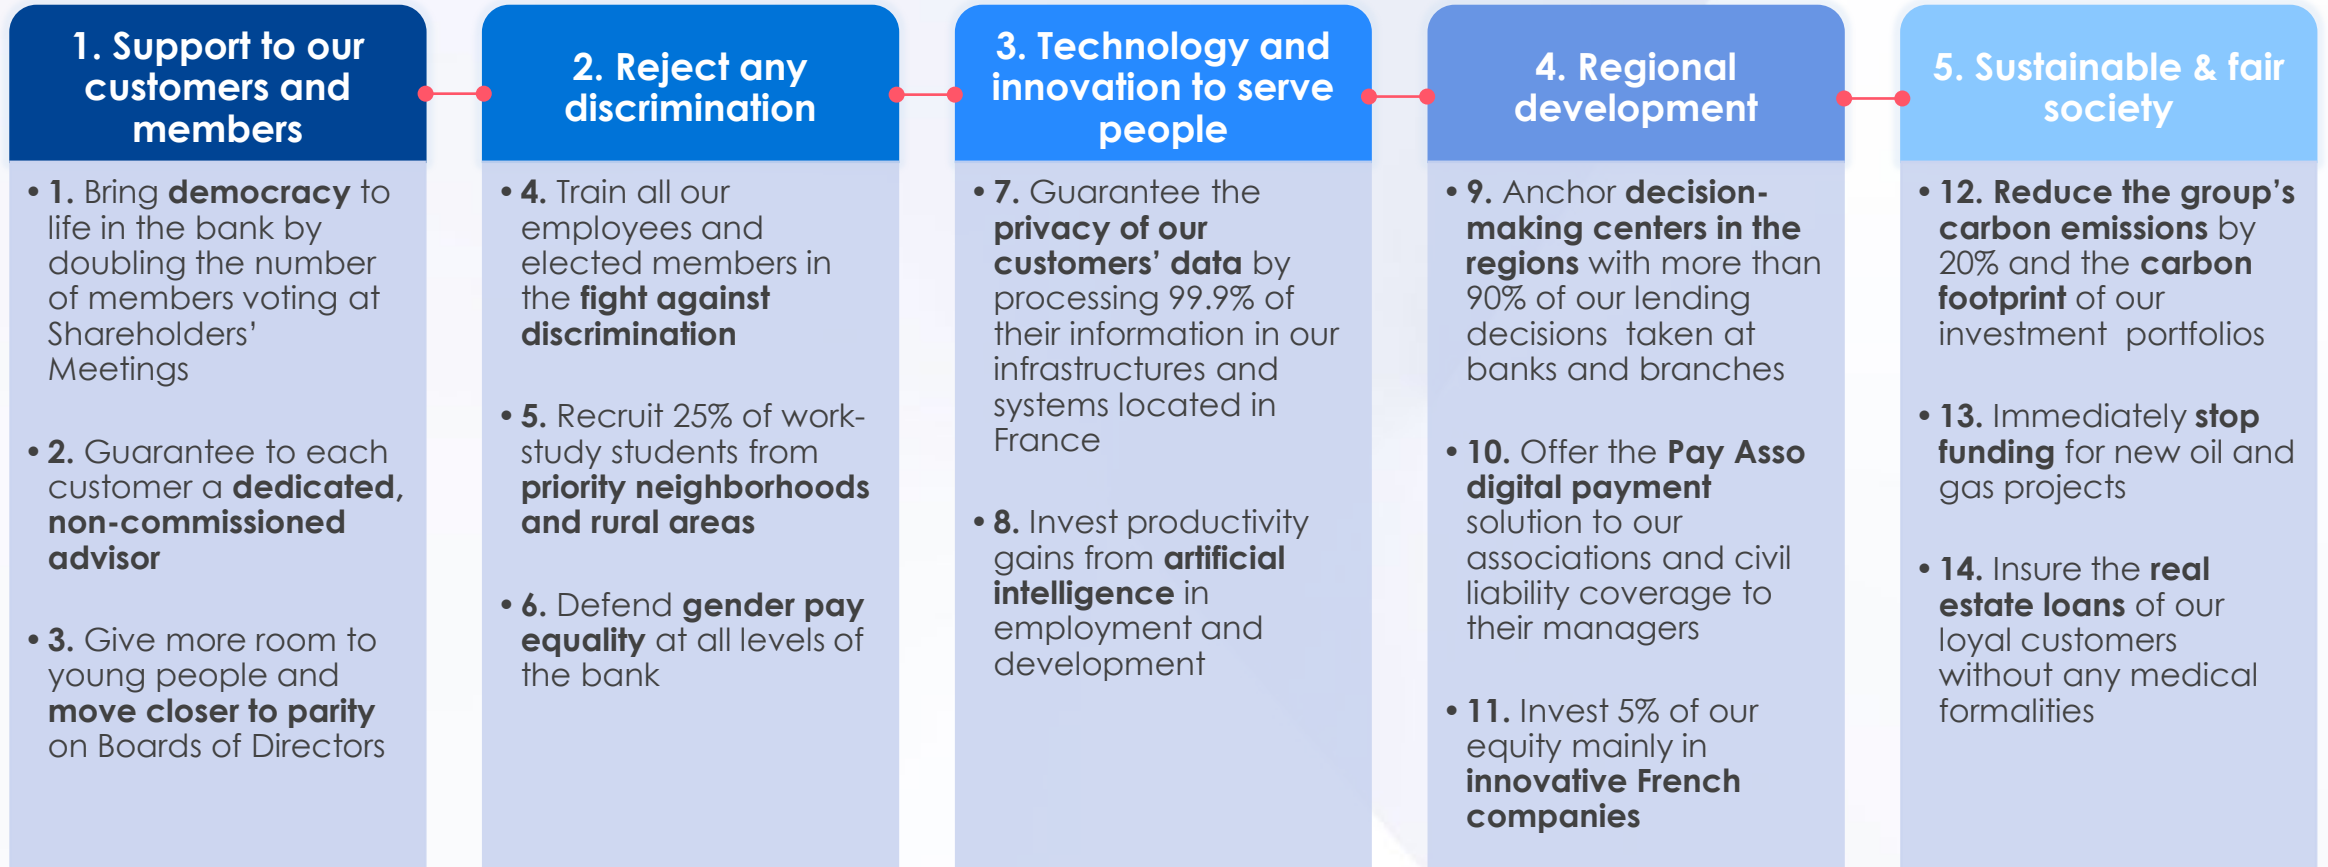 1. Support to our
customers and
members
• 1. Bring democracy to
life in the bank by
doubling the number
of members voting at
Shareholders’
Meetings
• 2. Guarantee to each
customer a dedicated,
non-commissioned
advisor
• 3. Give more room to
young people and
move closer to parity
on Boards of Directors
2. Reject any
discrimination
• 4. Train all our
employees and
elected members in
the fight against
discrimination
• 5. Recruit 25% of work-
study students from
priority neighborhoods
and rural areas
• 6. Defend gender pay
equality at all levels of
the bank
3. Technology and
innovation to serve
people
• 7. Guarantee the
privacy of our
customers’ data by
processing 99.9% of
their information in our
infrastructures and
systems located in
France
• 8. Invest productivity
gains from artificial
intelligence in
employment and
development
4. Regional
development
• 9. Anchor decision-
making centers in the
regions with more than
90% of our lending
decisions taken at
banks and branches
• 10. Offer the Pay Asso
digital payment
solution to our
associations and civil
liability coverage to
their managers
• 11. Invest 5% of our
equity mainly in
innovative French
companies
5. Sustainable & fair
society
• 12. Reduce the group’s
carbon emissions by
20% and the carbon
footprint of our
investment portfolios
• 13. Immediately stop
funding for new oil and
gas projects
• 14. Insure the real
estate loans of our
loyal customers
without any medical
formalities